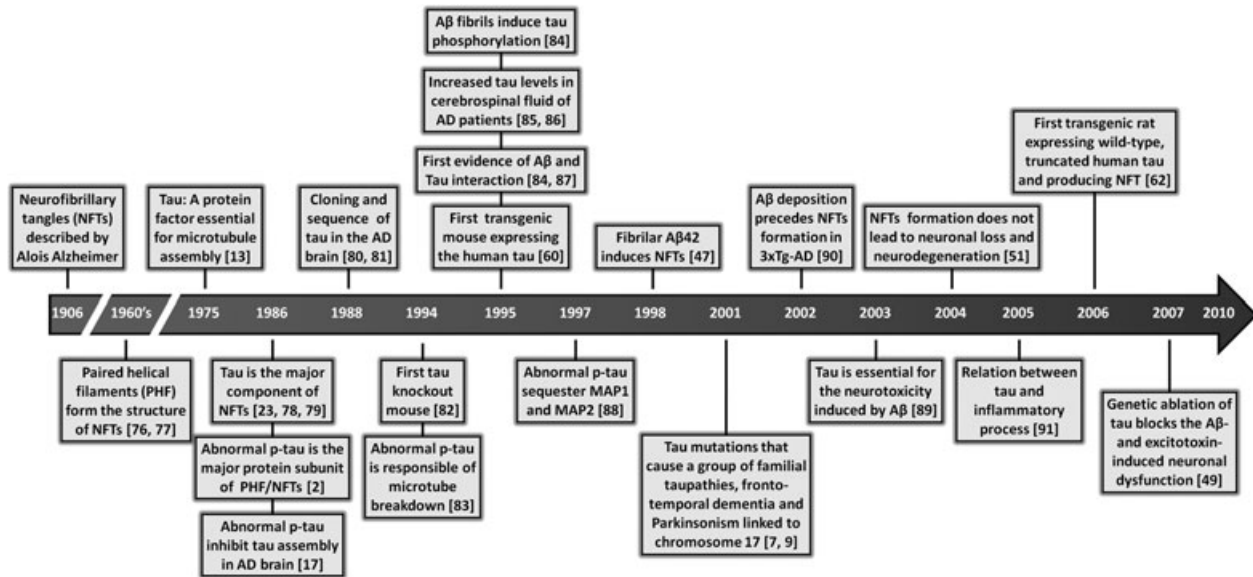 Aβ fibrils induce tau
phosphorylation [84]
Increased tau levels in
cerebrospinal fluid of
AD patients [85, 86]
First evidence of Aβ and
Tau interaction [84, 87]
First transgenic
mouse expressing
the human tau [60]
Neurofibrillary
tangles (NFTs)
described by
Alois Alzheimer
Tau: A protein
factor essential
for microtubule
assembly [13]
Cloning and
sequence of
tau in the AD
brain [80, 81]
Fibrilar Aβ42
induces NFTs [47]
Aβ deposition
precedes NFTs
formation in
3xTg-AD [90]
NFTs formation does not
lead to neuronal loss and
neurodegeneration [51]
First transgenic rat
expressing wild-type,
truncated human tau
and producing NFT [62]
1906 1960's 1975 1986 1988 1994 1995 1997 1998 2001 2002 2003 2004 2005 2006 2007 2010
Paired helical
filaments (PHF)
form the structure
of NFTs [76, 77]
Tau is the major
component of
NFTs [23, 78, 79]
Abnormal p-tau is the
major protein subunit
of PHF/NFTs [2]
Abnormal p-tau
inhibit tau assembly
in AD brain [17]
First tau
knockout
mouse [82]
Abnormal p-tau
is responsible of
microtube
breakdown [83]
Abnormal p-tau
sequester MAP1
and MAP2 [88]
Tau mutations that
cause a group of familial
taupathies, fronto-
temporal dementia and
Parkinsonism linked to
chromosome 17 [7, 9]
Tau is essential for
the neurotoxicity
induced by Aβ [89]
Relation between
tau and
inflammatory
process [91]
Genetic ablation of
tau blocks the Aβ-
and excitotoxin-
induced neuronal
dysfunction [49]